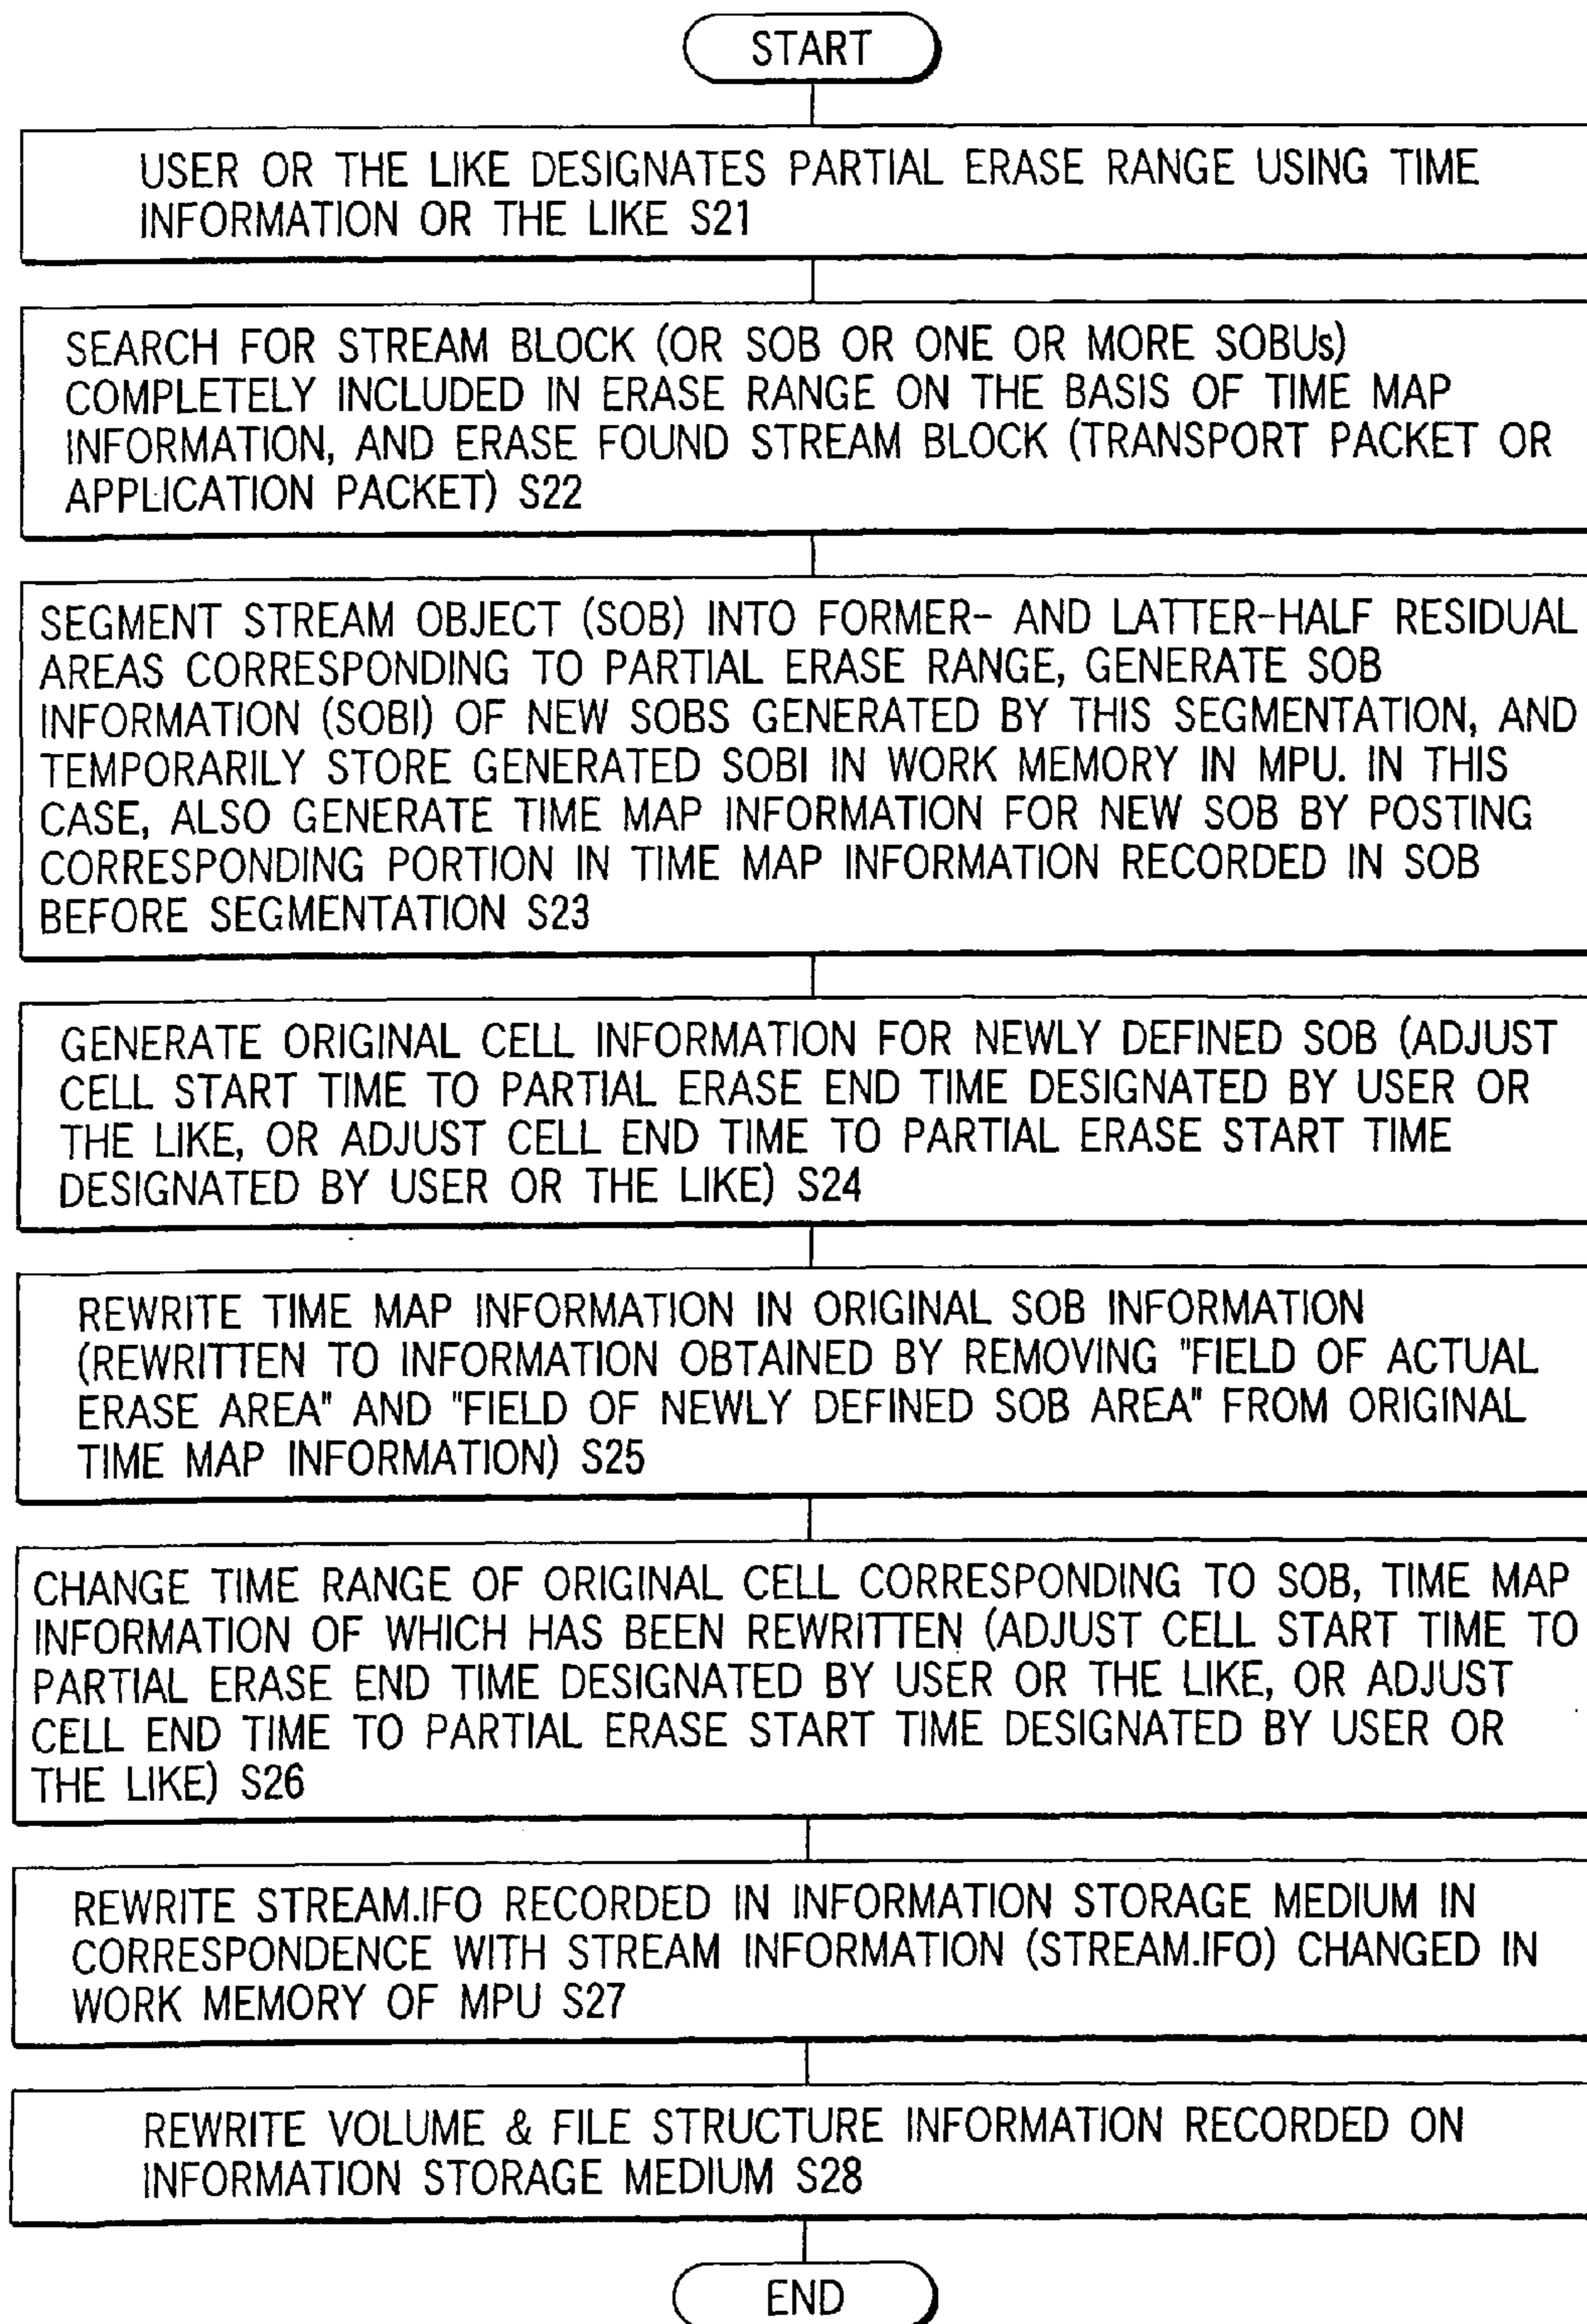 START
USER OR THE LIKE DESIGNATES PARTIAL ERASE RANGE USING TIME
INFORMATION OR THE LIKE S21
SEARCH FOR STREAM BLOCK (OR SOB OR ONE OR MORE SOBUs)
COMPLETELY INCLUDED IN ERASE RANGE ON THE BASIS OF TIME MAP
INFORMATION, AND ERASE FOUND STREAM BLOCK (TRANSPORT PACKET OR
APPLICATION PACKET) S22
SEGMENT STREAM OBJECT (SOB) INTO FORMER- AND LATTER-HALF RESIDUAL
AREAS CORRESPONDING TO PARTIAL ERASE RANGE, GENERATE SOB
INFORMATION (SOBI) OF NEW SOBS GENERATED BY THIS SEGMENTATION, AND
TEMPORARILY STORE GENERATED SOBI IN WORK MEMORY IN MPU. IN THIS
CASE, ALSO GENERATE TIME MAP INFORMATION FOR NEW SOB BY POSTING
CORRESPONDING PORTION IN TIME MAP INFORMATION RECORDED IN SOB
BEFORE SEGMENTATION S23
GENERATE ORIGINAL CELL INFORMATION FOR NEWLY DEFINED SOB (ADJUST
CELL START TIME TO PARTIAL ERASE END TIME DESIGNATED BY USER OR
THE LIKE, OR ADJUST CELL END TIME TO PARTIAL ERASE START TIME
DESIGNATED BY USER OR THE LIKE) S24
REWRITE TIME MAP INFORMATION IN ORIGINAL SOB INFORMATION
(REWRITTEN TO INFORMATION OBTAINED BY REMOVING "FIELD OF ACTUAL
ERASE AREA" AND "FIELD OF NEWLY DEFINED SOB AREA" FROM ORIGINAL
TIME MAP INFORMATION) S25
CHANGE TIME RANGE OF ORIGINAL CELL CORRESPONDING TO SOB, TIME MAP
INFORMATION OF WHICH HAS BEEN REWRITTEN (ADJUST CELL START TIME TO
PARTIAL ERASE END TIME DESIGNATED BY USER OR THE LIKE, OR ADJUST
CELL END TIME TO PARTIAL ERASE START TIME DESIGNATED BY USER OR
THE LIKE) S26
REWRITE STREAM.IFO RECORDED IN INFORMATION STORAGE MEDIUM IN
CORRESPONDENCE WITH STREAM INFORMATION (STREAM.IFO) CHANGED IN
WORK MEMORY OF MPU S27
REWRITE VOLUME & FILE STRUCTURE INFORMATION RECORDED ON
INFORMATION STORAGE MEDIUM S28
END